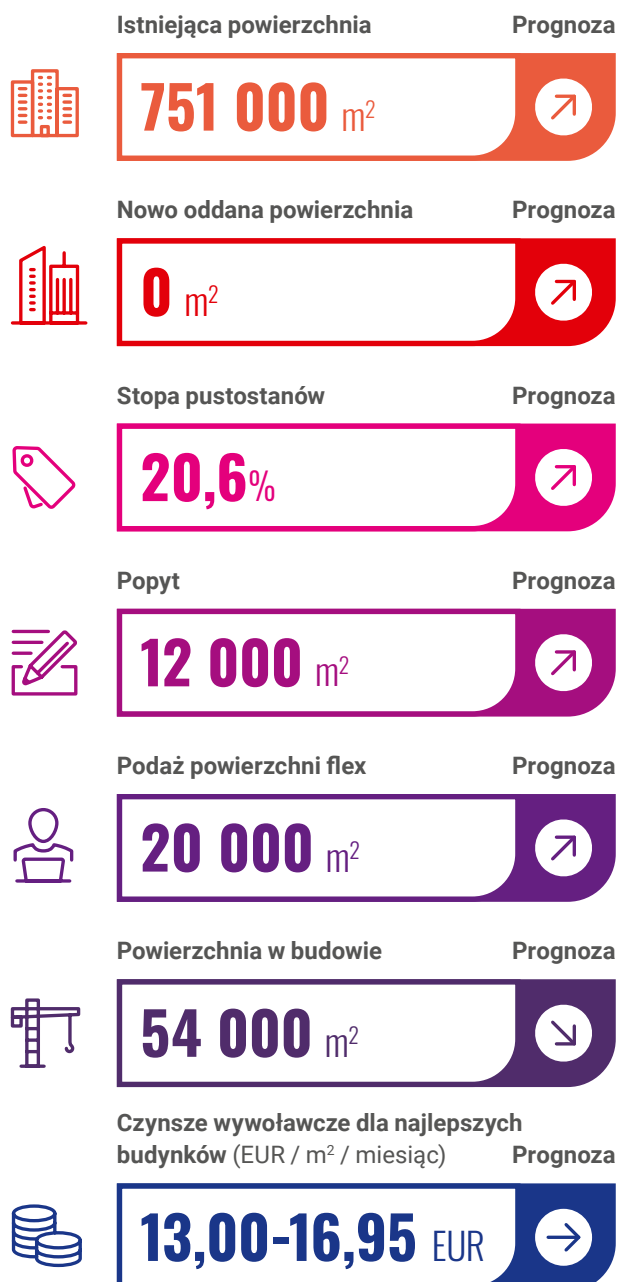 Istniejąca powierzchnia Prognoza
751 000 m²
Nowo oddana powierzchnia Prognoza
0 m²
Stopa pustostanów Prognoza
20,6%
Popyt Prognoza
12 000 m²
Podaż powierzchni flex Prognoza
20 000 m²
Powierzchnia w budowie Prognoza
54 000 m²
Czynsze wywoławcze dla najlepszych
budynków (EUR / m² / miesiąc) Prognoza
13,00-16,95 EUR